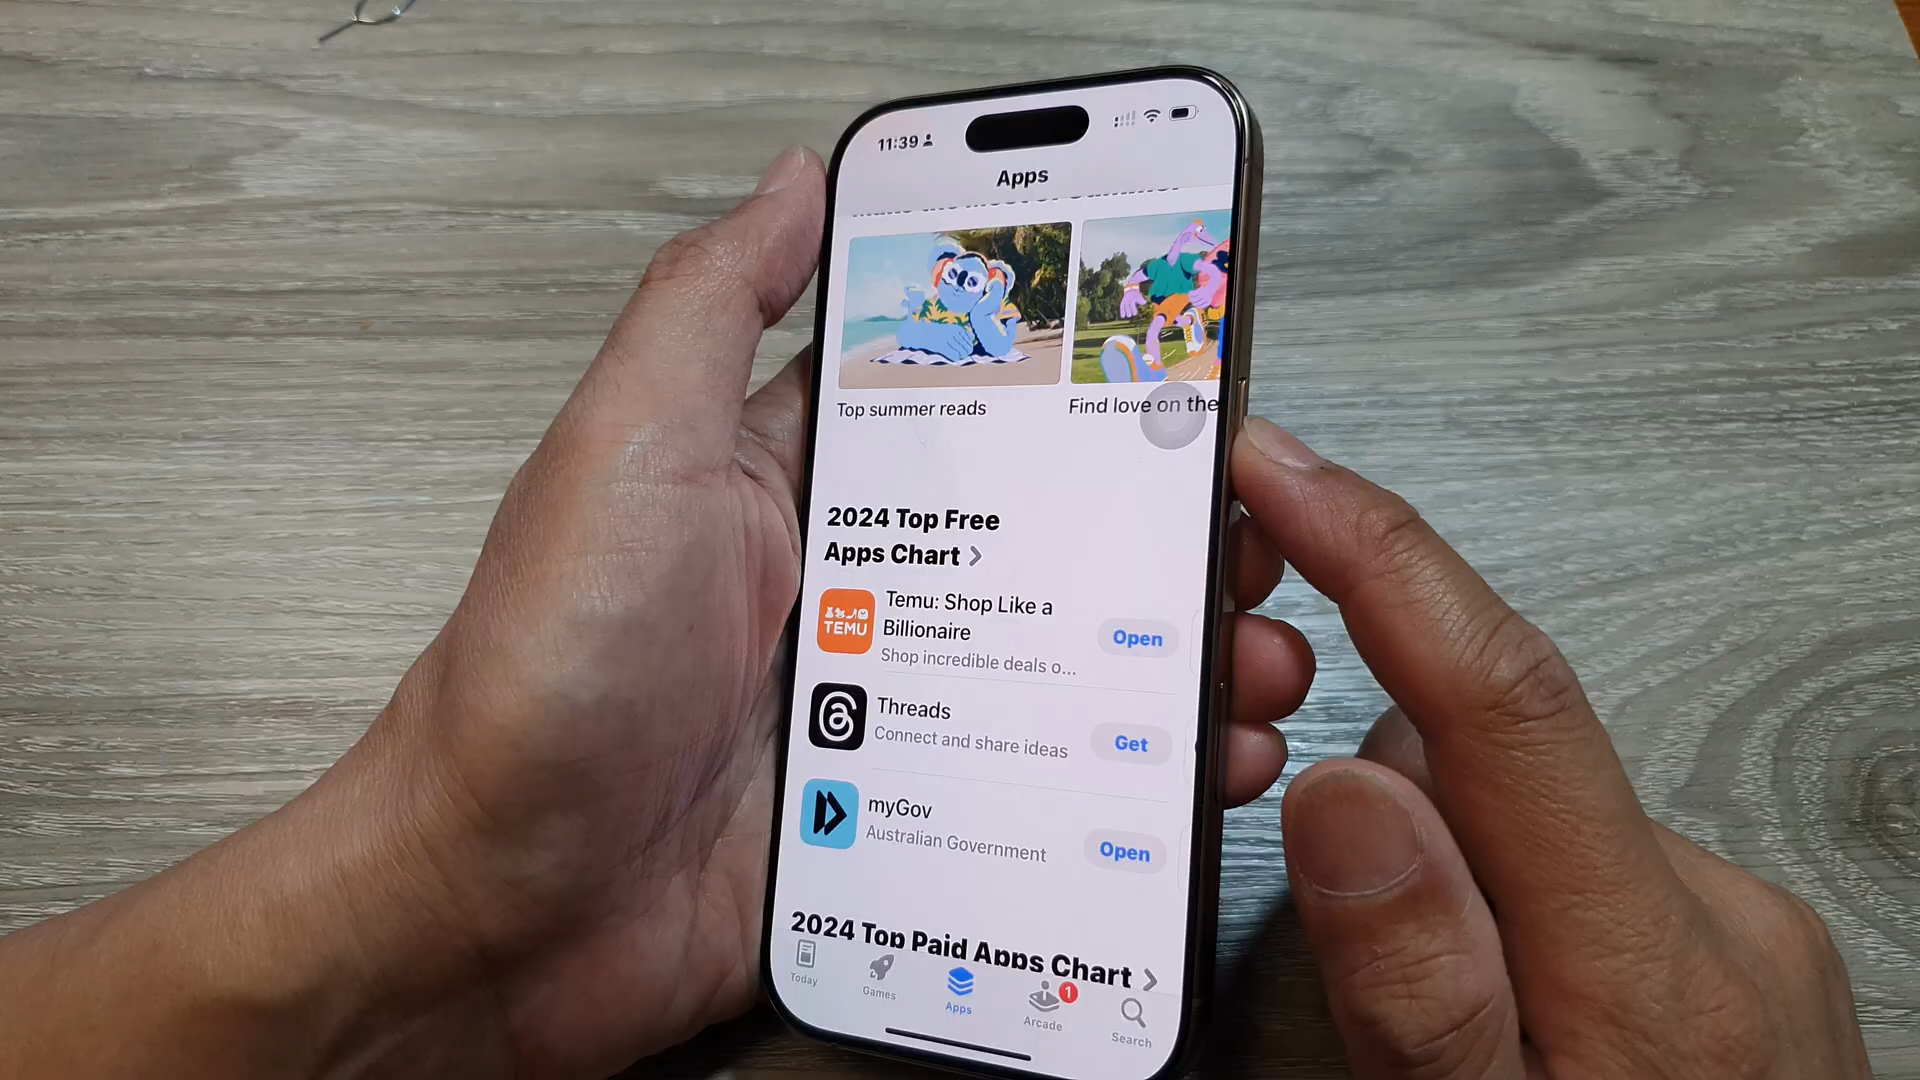 11:39
Apps
Top summer reads
Find love on the
2024 Top Free
Apps Chart
TEMU
Temu: Shop Like a
Billionaire
Shop incredible deals o...
Open
Threads
Connect and share ideas
Get
myGov
Australian Government
Open
2024 Top Paid Apps Chart
Today
Games
Apps
1
Arcade
Search